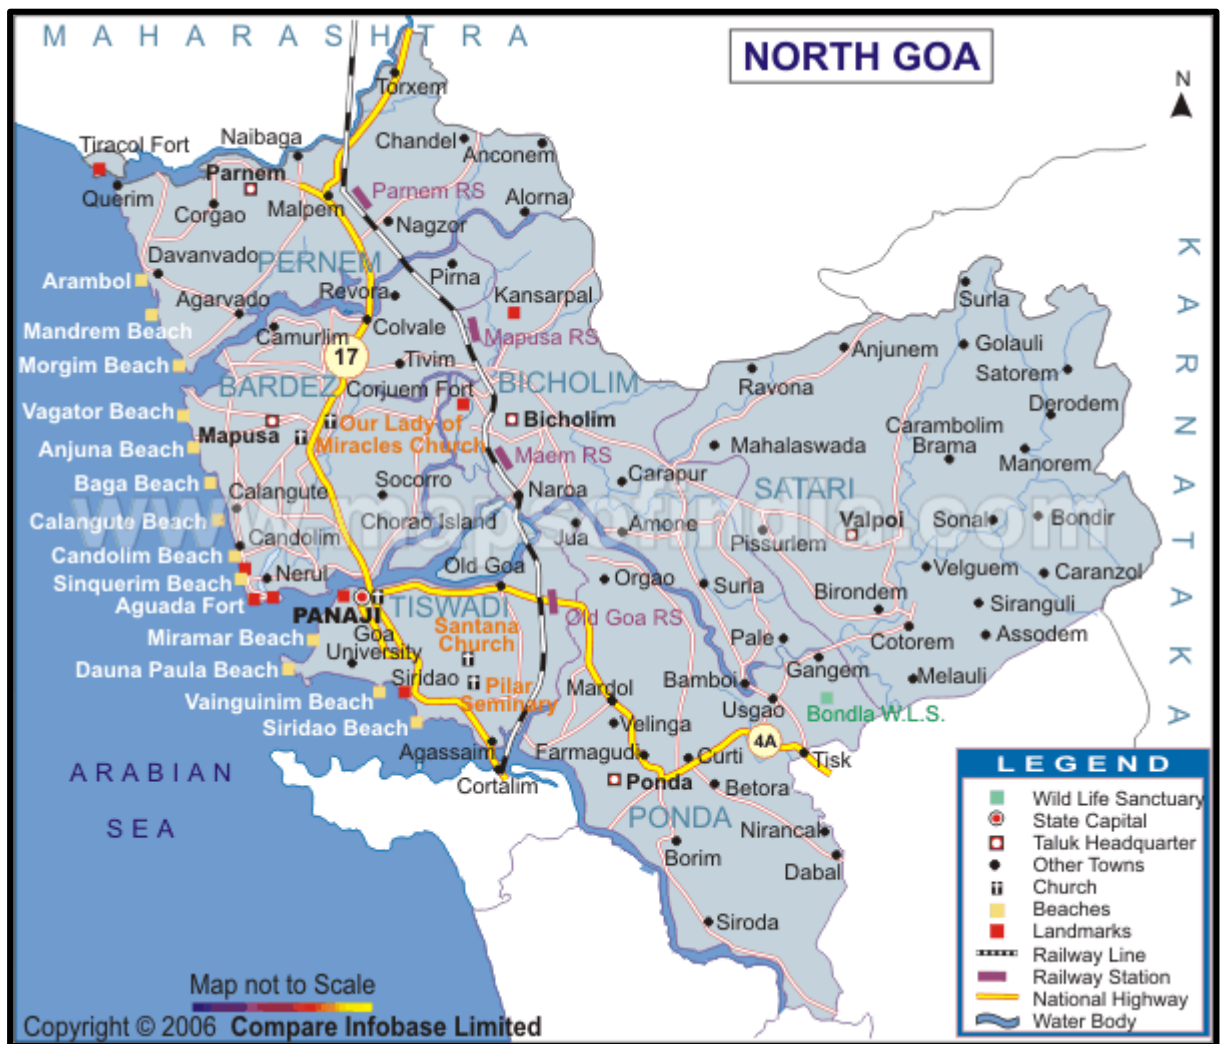 MAHARASHTRA
NORTH GOA
N
Torxem
Tiracol Fort
Naibaga
Chandel
Anconem
Parnem
Parnem RS
Querim
Corgao
Malpem
Alorna
Nagzor
Davanvado
PERNEM
Pirna
Arambol
Agarvado
Revora
Kansarpal
Surla
Mandrem Beach
Camurlim
Colvale
Mapusa RS
Golauli
Anjunem
Morgim Beach
17
Tivim
Satorem
BARDEZ
Corjuem Fort
BICHOLIM
Ravona
Derodem
Vagator Beach
Our Lady of
Miracles Church
Bicholim
Carambolim
Brama
Mapusa
Mahalaswada
Anjuna Beach
Maem RS
Manorem
Baga Beach
Calangute
Socorro
Naroa
Carapur
SATARI
www.mapsofindia.com
Calangute Beach
Chorao Island
Jua
Amone
Pissurlem
Valpoi
Sonal
Bondir
Candolim Beach
Candolim
Sinquerim Beach
Nerul
Old Goa
Orgao
Surla
Velguem
Caranzol
Aguada Fort
PANAJI
TISWADI
Old Goa RS
Birondem
Siranguli
Miramar Beach
Goa
University
Santana
Church
Pale
Cotorem
Assodem
Dauna Paula Beach
Siridao
Pilar
Seminary
Mardol
Bamboi
Gangem
Melauli
Vainguinim Beach
Usgao
Bondla W.L.S.
Siridao Beach
Velinga
Agassaim
Farmagudi
Curti
4A
Tisk
Cortalim
Ponda
Betora
ARABIAN
SEA
PONDA
Nirancal
Borim
Dabal
Siroda
KARNATAKA
LEGEND
Wild Life Sanctuary
State Capital
Taluk Headquarter
Other Towns
Church
Beaches
Landmarks
Railway Line
Railway Station
National Highway
Water Body
Map not to Scale
Copyright © 2006 Compare Infobase Limited